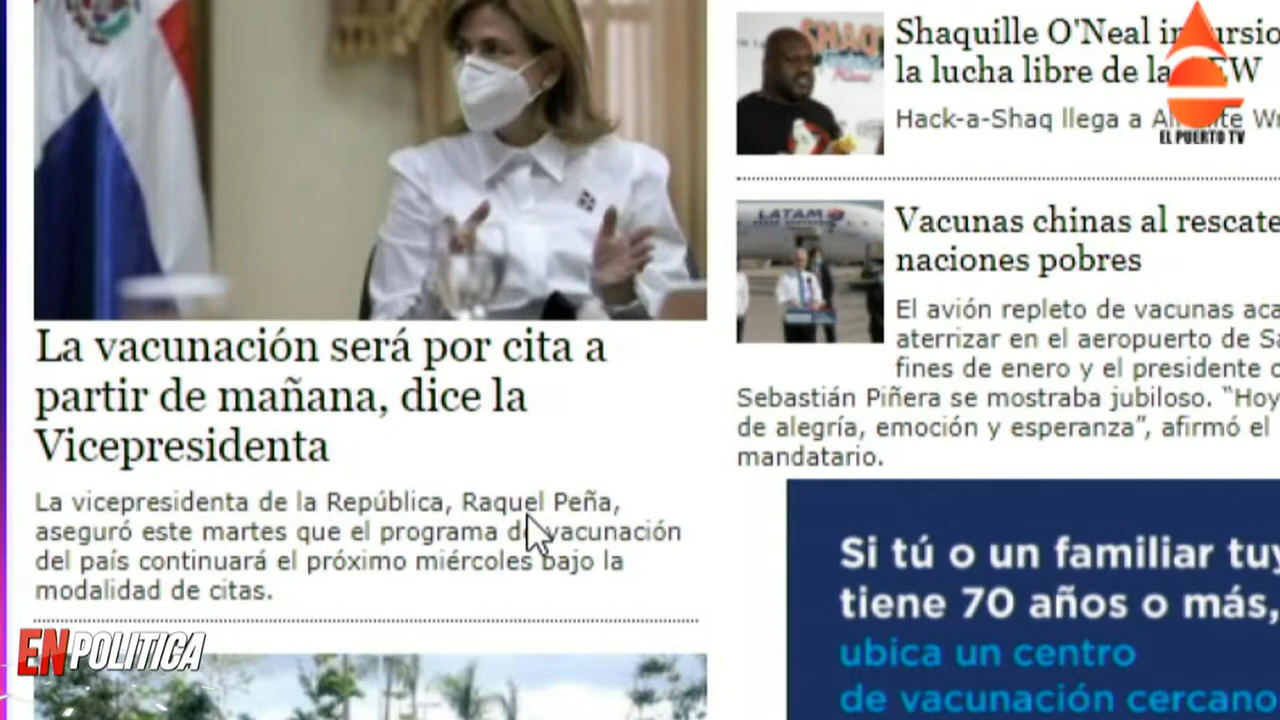 La vacunación será por cita a
partir de mañana, dice la
Vicepresidenta
La vicepresidenta de la República, Raquel Peña,
aseguró este martes que el programa de vacunación
del país continuará el próximo miércoles bajo la
modalidad de citas.
EN POLITICA
Shaquille O'Neal
la lucha libre de la
Hack-a-Shaq llega a
EL PUERTO TV
LATAM
Vacunas chinas al rescate
naciones pobres
El avión repleto de vacunas
aterrizar en el aeropuerto de
fines de enero y el presidente
Sebastián Piñera se mostraba jubiloso. “Hoy
de alegría, emoción y esperanza”, afirmó el
mandatario.
Si tú o un familiar
tiene 70 años o más,
ubica un centro
de vacunación cercano